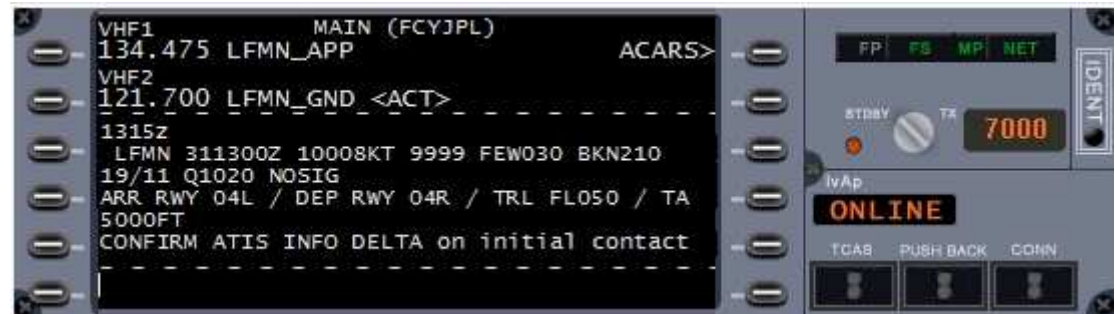 VHF1 MAIN (FCYJPL)
134.475 LFMN_APP ACARS>
VHF2
121.700 LFMN_GND <ACT>
1315z
LFMN 311300Z 10008KT 9999 FEW030 BKN210
19/11 Q1020 NOSIG
ARR RWY 04L / DEP RWY 04R / TRL FL050 / TA
5000FT
CONFIRM ATIS INFO DELTA on initial contact
FP FS MP NET
IDENT
STDBY TX 7000
IvAp
ONLINE
TCAS PUSH BACK CONN